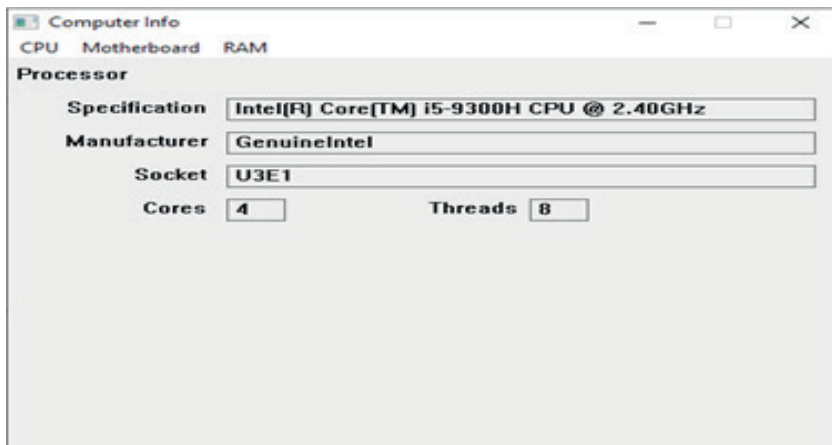 Computer Info
CPU Motherboard RAM
Processor
Specification Intel(R) Core(TM) i5-9300H CPU @ 2.40GHz
Manufacturer GenuineIntel
Socket U3E1
Cores 4 Threads 8